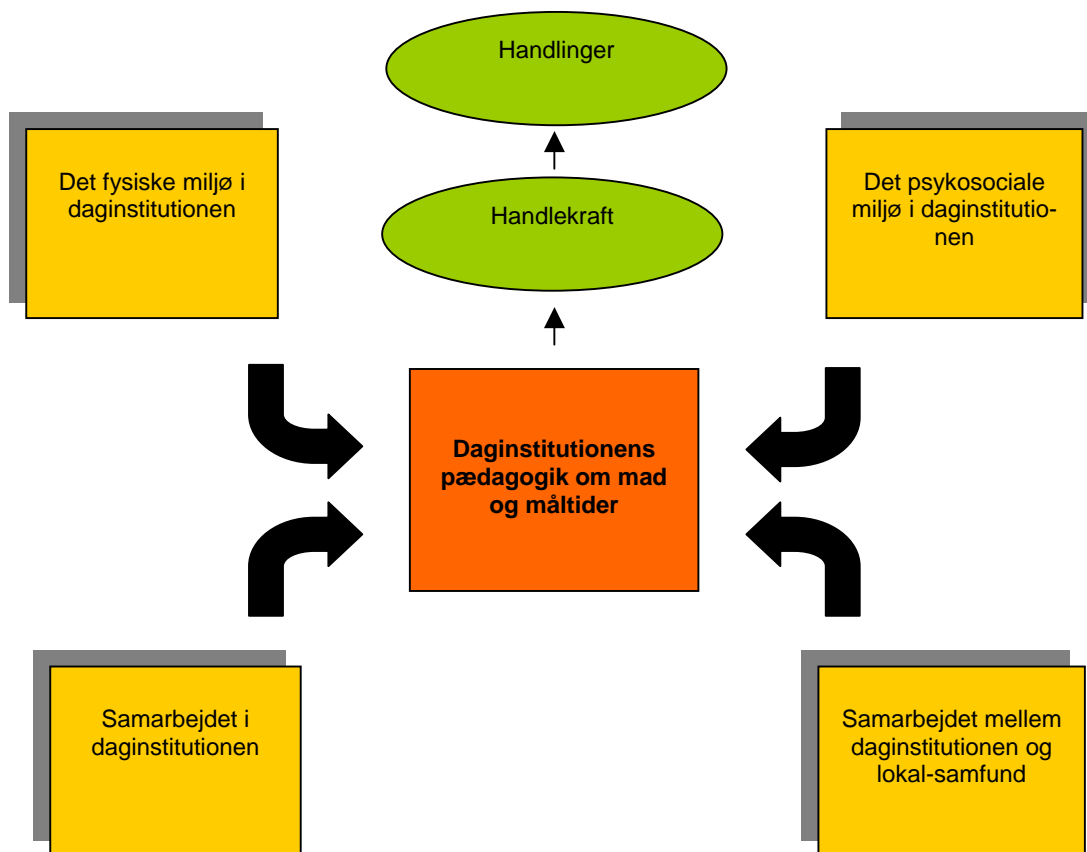 Handlinger
Det fysiske miljø i
daginstitutionen
Handlekraft
Det psykosociale
miljø i daginstitutio-
nen
Daginstitutionens
pædagogik om mad
og måltider
Samarbejdet i
daginstitutionen
Samarbejdet mellem
daginstitutionen og
lokal-samfund